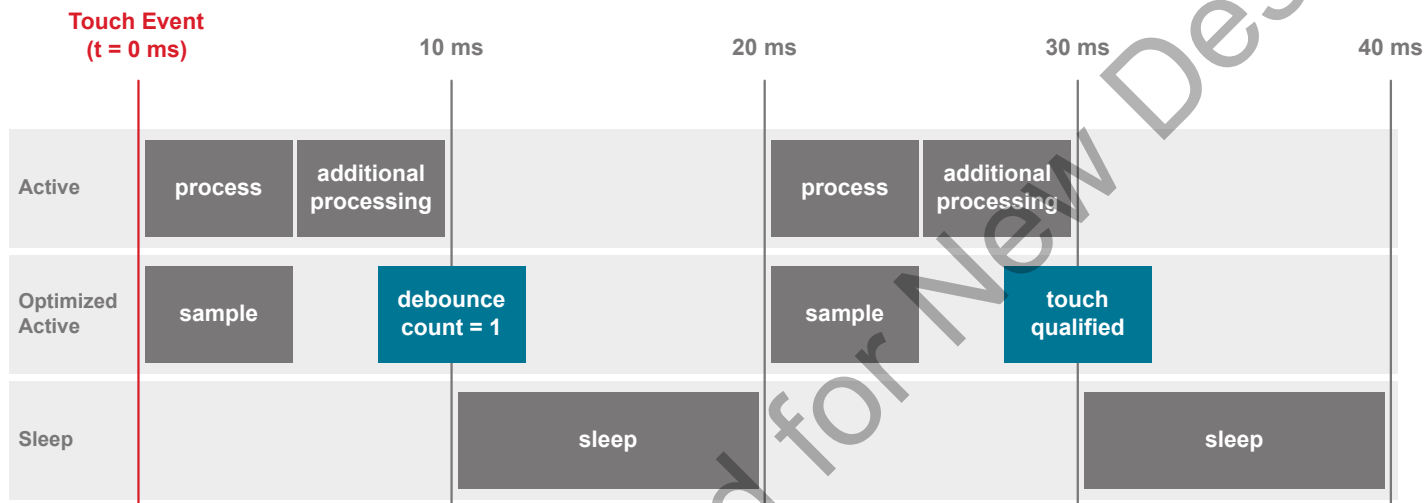 Touch Event
(t = 0 ms)
10 ms
20 ms
30 ms
40 ms
Active
process
additional
processing
process
additional
processing
Optimized
Active
sample
debounce
count = 1
sample
touch
qualified
Sleep
sleep
sleep
for New Des